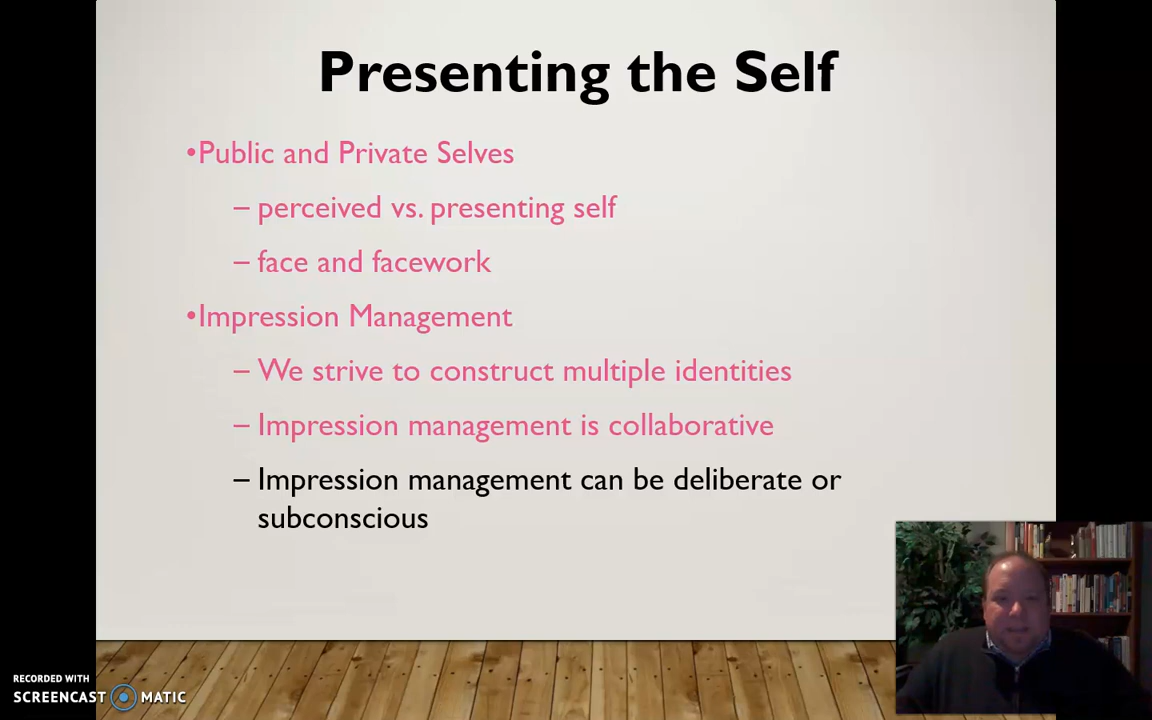 Presenting the Self
•Public and Private Selves
– perceived vs. presenting self
– face and facework
•Impression Management
– We strive to construct multiple identities
– Impression management is collaborative
– Impression management can be deliberate or
subconscious
RECORDED WITH
SCREENCAST MATIC